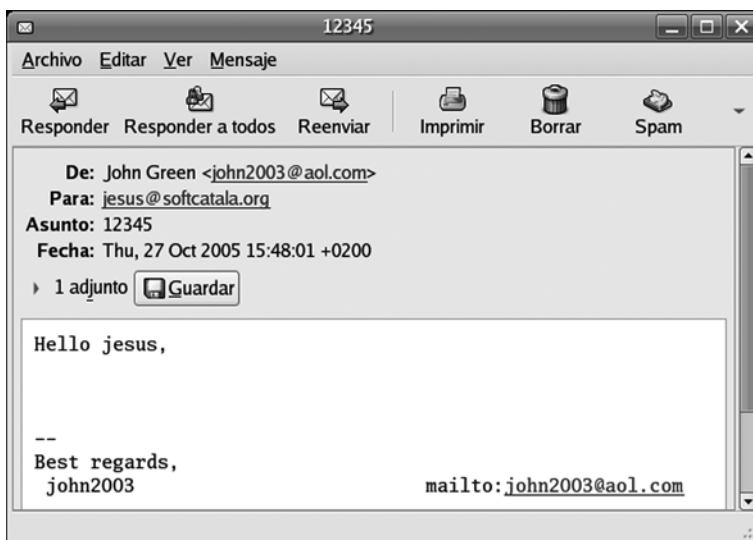 12345
Archivo Editar Ver Mensaje
Responder Responder a todos Reenviar Imprimir Borrar Spam
De: John Green <john2003@aol.com>
Para: jesus@softcatala.org
Asunto: 12345
Fecha: Thu, 27 Oct 2005 15:48:01 +0200
1 adjunto Guardar
Hello jesus,
--
Best regards,
john2003 mailto:john2003@aol.com